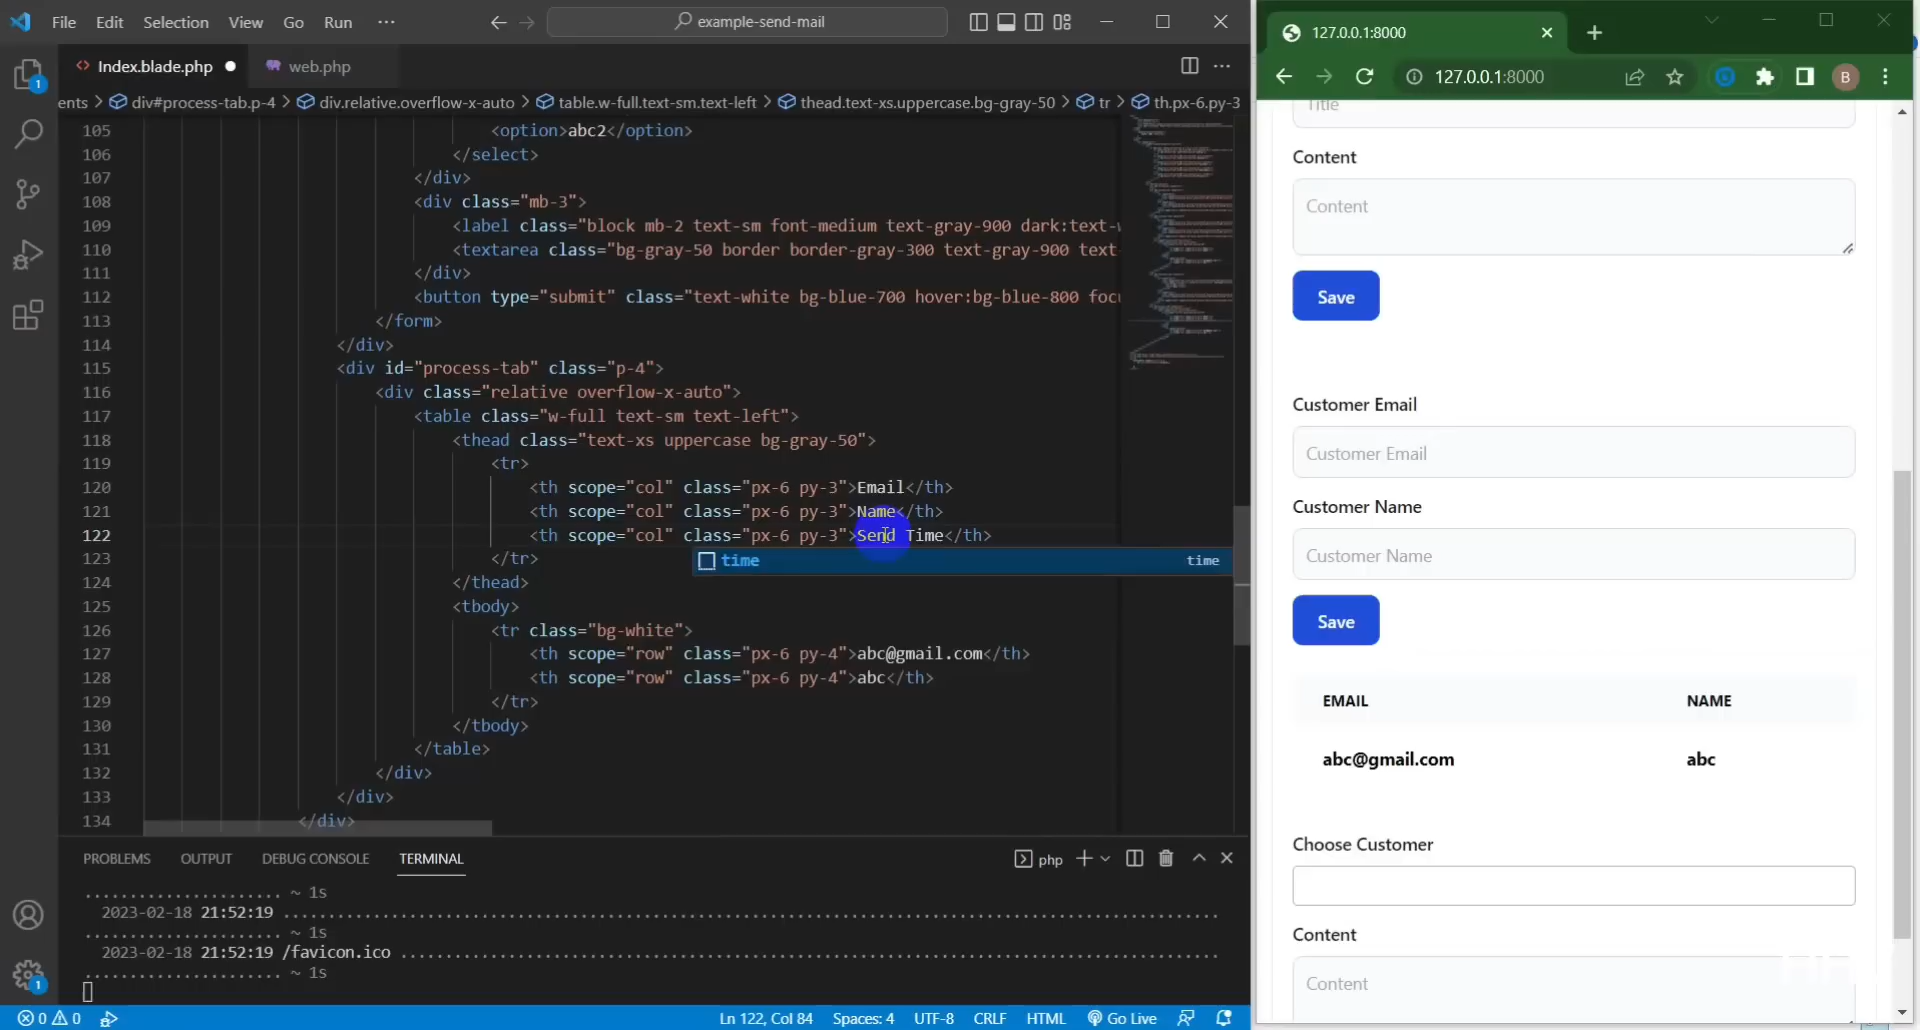 File Edit Selection View Go Run ··· example-send-mail
Index.blade.php web.php
ents > div#process-tab.p-4 > div.relative.overflow-x-auto > table.w-full.text-sm.text-left > thead.text-xs.uppercase.bg-gray-50 > tr > th.px-6.py-3
105 <option>abc2</option>
106 </select>
107 </div>
108 <div class="mb-3">
109 <label class="block mb-2 text-sm font-medium text-gray-900 dark:text-w
110 <textarea class="bg-gray-50 border border-gray-300 text-gray-900 text-
111 </div>
112 <button type="submit" class="text-white bg-blue-700 hover:bg-blue-800 focu
113 </form>
114 </div>
115 <div id="process-tab" class="p-4">
116 <div class="relative overflow-x-auto">
117 <table class="w-full text-sm text-left">
118 <thead class="text-xs uppercase bg-gray-50">
119 <tr>
120 <th scope="col" class="px-6 py-3">Email</th>
121 <th scope="col" class="px-6 py-3">Name</th>
122 <th scope="col" class="px-6 py-3">Send Time</th>
123 </tr>
time time
124 </thead>
125 <tbody>
126 <tr class="bg-white">
127 <th scope="row" class="px-6 py-4">abc@gmail.com</th>
128 <th scope="row" class="px-6 py-4">abc</th>
129 </tr>
130 </tbody>
131 </table>
132 </div>
133 </div>
134 </div>
PROBLEMS OUTPUT DEBUG CONSOLE TERMINAL php
~ 1s
2023-02-18 21:52:19
~ 1s
2023-02-18 21:52:19 /favicon.ico
~ 1s
1
1
0 0 Ln 122, Col 84 Spaces: 4 UTF-8 CRLF HTML Go Live
127.0.0.1:8000
127.0.0.1:8000 B
Title
Content
Content
Save
Customer Email
Customer Email
Customer Name
Customer Name
Save
EMAIL NAME
abc@gmail.com abc
Choose Customer
Content
Content